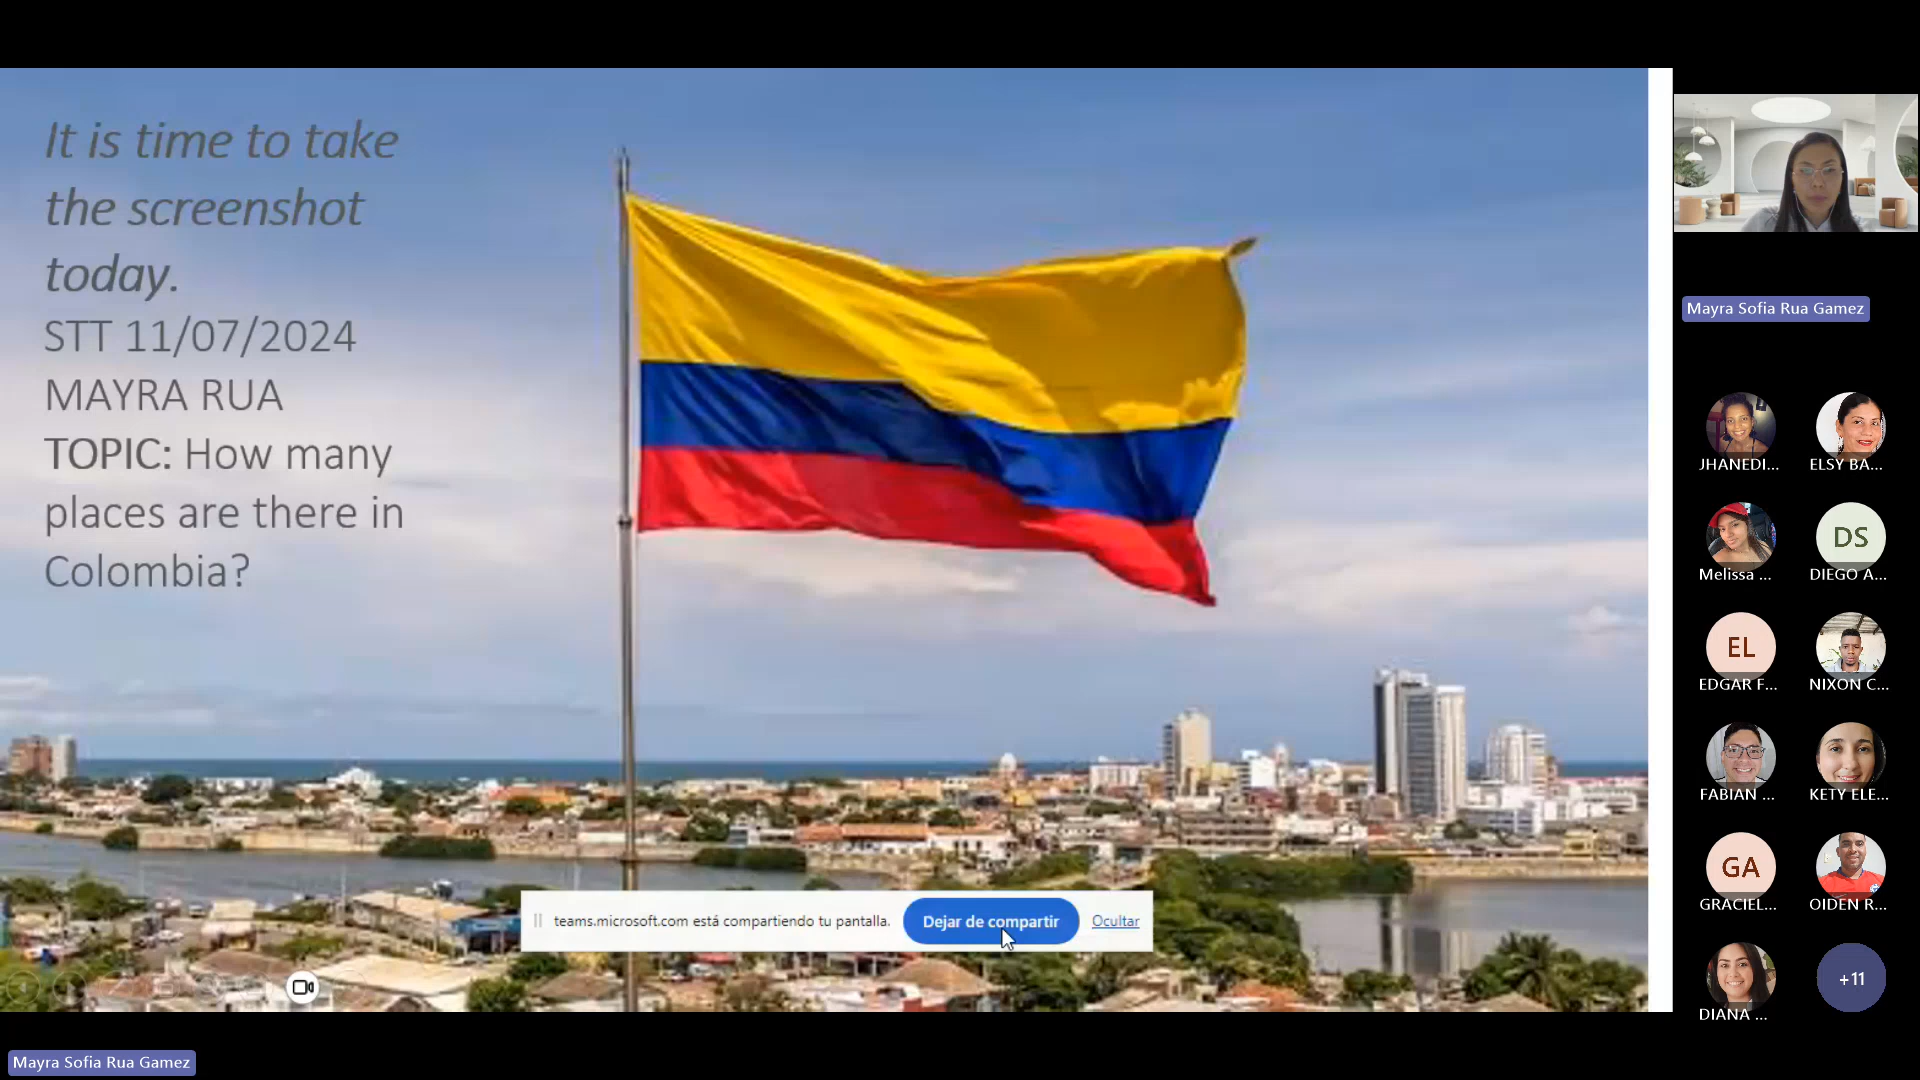 It is time to take
the screenshot
today.
STT 11/07/2024
MAYRA RUA
TOPIC: How many
places are there in
Colombia?
teams.microsoft.com está compartiendo tu pantalla.
Dejar de compartir
Ocultar
Mayra Sofia Rua Gamez
Mayra Sofia Rua Gamez
JHANEDI...
ELSY BA...
Melissa ...
DS
DIEGO A...
EL
EDGAR F...
NIXON C...
FABIAN ...
KETY ELE...
GA
GRACIEL...
OIDEN R...
DIANA ...
+11